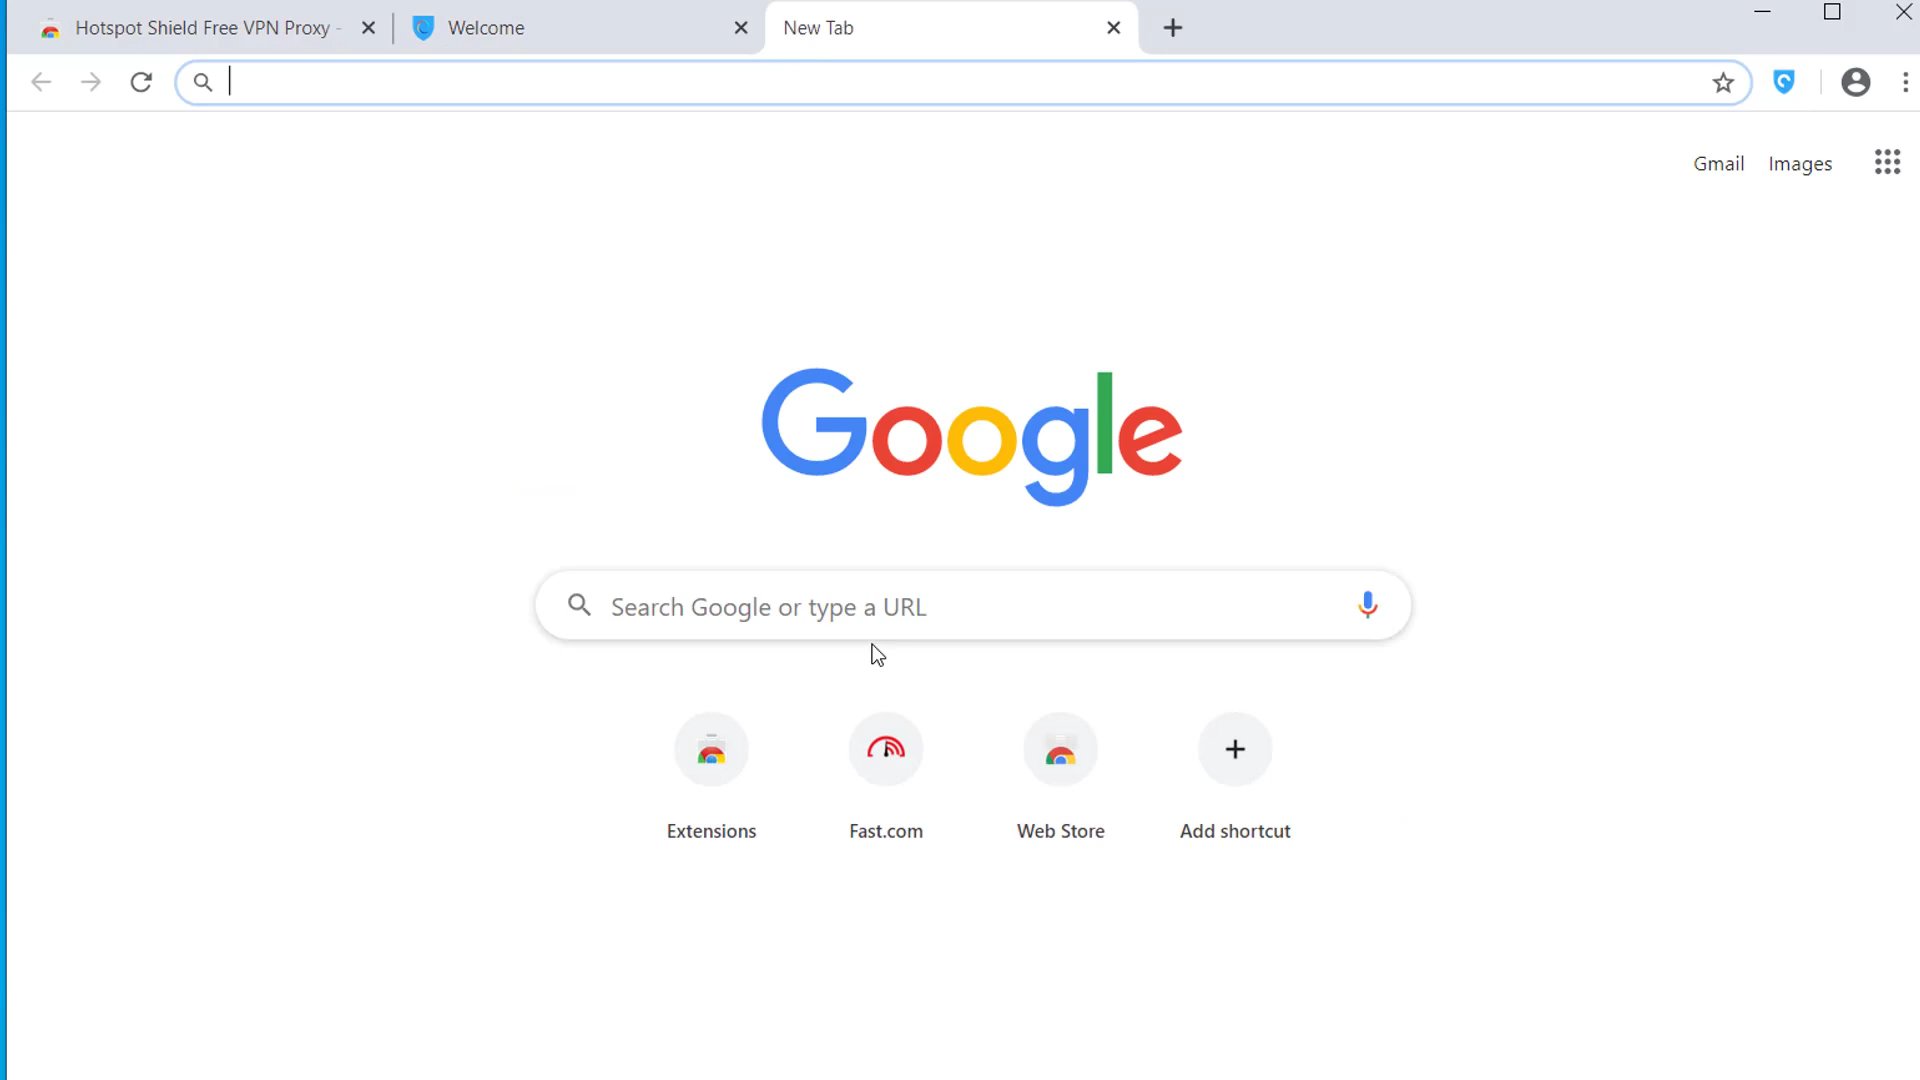 Hotspot Shield Free VPN Proxy -
Welcome
New Tab
Gmail
Images
Google
Search Google or type a URL
Extensions
Fast.com
Web Store
Add shortcut